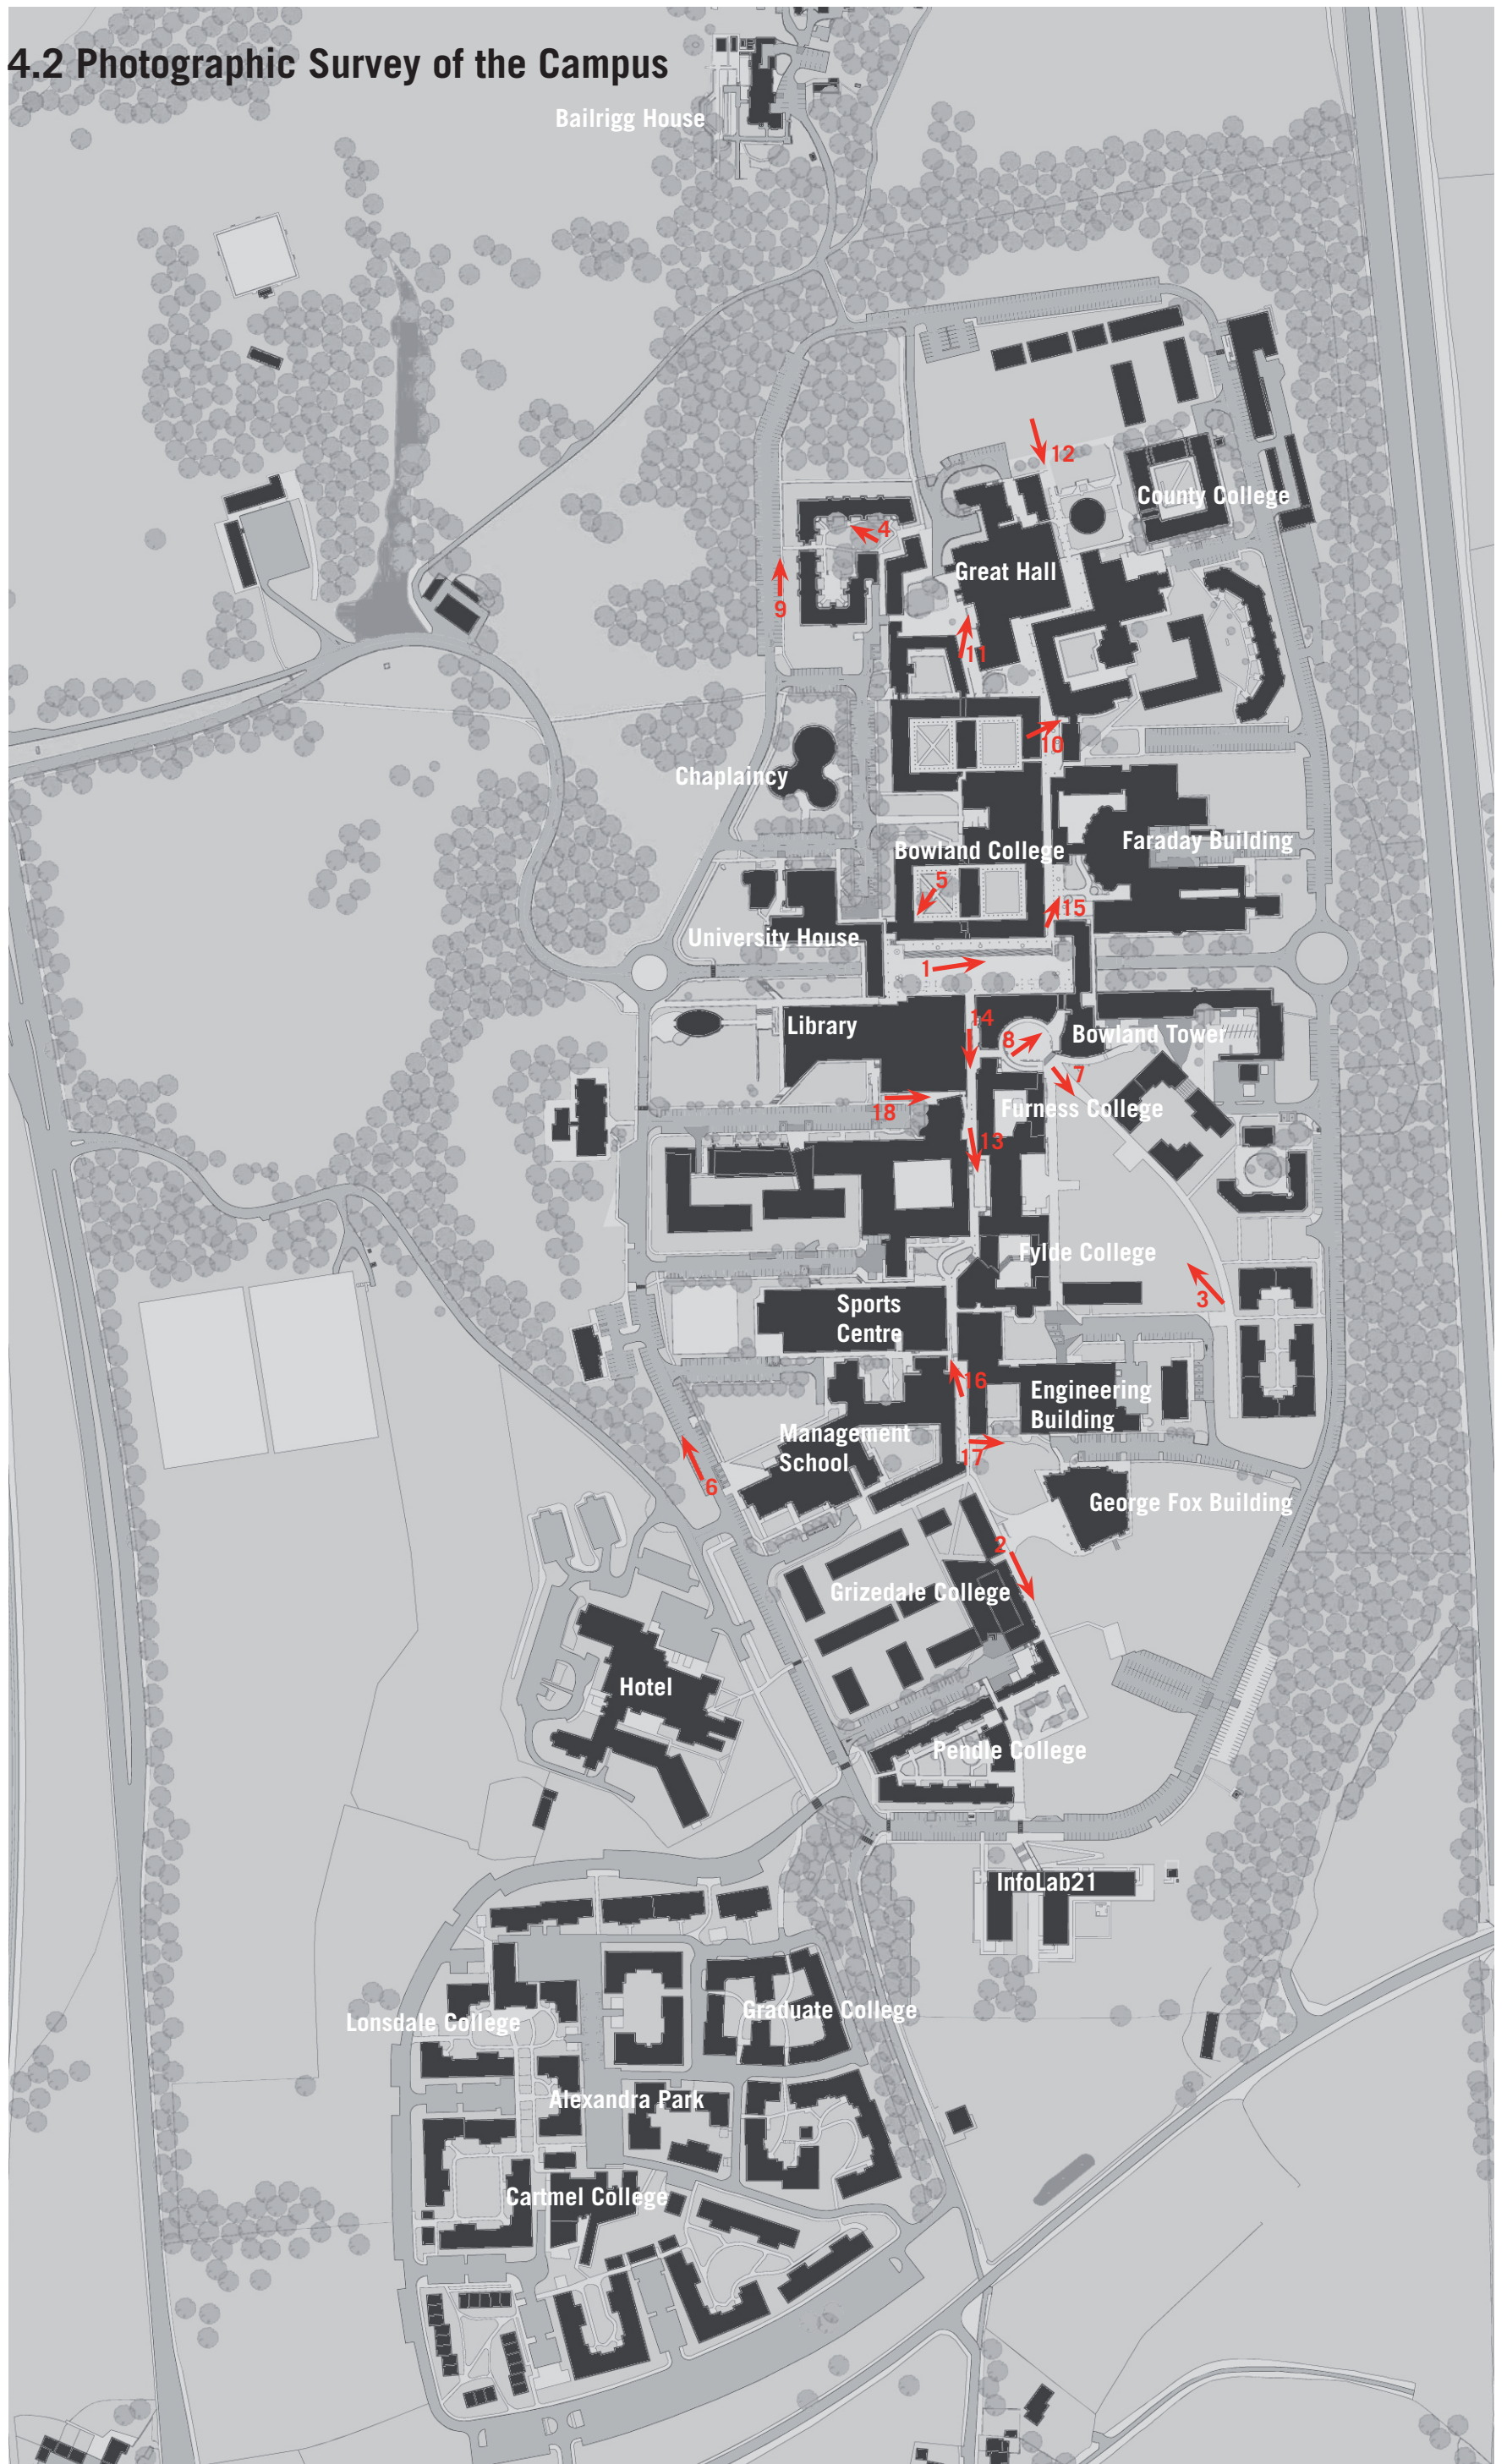 4.2 Photographic Survey of the Campus
Bailrigg House
12
County College
4
Great Hall
9
11
10
Chaplaincy
Faraday Building
Bowland College
5
15
University House
1
14
Library
8
Bowland Tower
7
18
Furness College
13
Fylde College
3
Sports
Centre
16
Engineering
Building
Management
School
17
6
George Fox Building
2
Grizedale College
Hotel
Pendle College
InfoLab21
Graduate College
Lonsdale College
Alexandra Park
Cartmel College